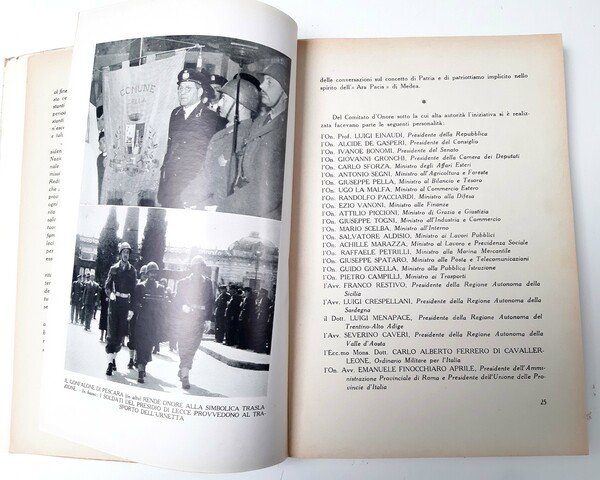 COMUNE
IL GONFALONE DI PESCARA (in alto) RENDE ONORE ALLA SIMBOLICA TRASLA
ZIONE. - In basso: I SOLDATI DEL PRESIDIO DI LECCE PROVVEDONO AL TRA-
SPORTO DELL'URNETTA
delle conversazioni sul concetto di Patria e di patriottismo implicito nello
spirito dell'« Ara Pacis » di Medea.
*
Del Comitato d'Onore sotto la cui alta autorità l'iniziativa si è realiz-
zata facevano parte le seguenti personalità:
l'On. Prof. LUIGI EINAUDI, Presidente della Repubblica
l'On. ALCIDE DE GASPERI, Presidente del Consiglio
l'On. IVANOE BONOMI, Presidente del Senato
l'On. GIOVANNI GRONCHI, Presidente della Camera dei Deputati
l'On. CARLO SFORZA, Ministro degli Affari Esteri
l'On. ANTONIO SEGNI, Ministro all'Agricoltura e Foreste
l'On. GIUSEPPE PELLA, Ministro al Bilancio e Tesoro
l'On. UGO LA MALFA, Ministro al Commercio Estero
l'On. RANDOLFO PACCIARDI, Ministro alla Difesa
l'On. EZIO VANONI, Ministro alle Finanze
l'On. ATTILIO PICCIONI, Ministro di Grazia e Giustizia
l'On. GIUSEPPE TOGNI, Ministro all'Industria e Commercio
l'On. MARIO SCELBA, Ministro all'Interno
l'On. SALVATORE ALDISIO, Ministro ai Lavori Pubblici
l'On. ACHILLE MARAZZA, Ministro al Lavoro e Previdenza Sociale
l'On. RAFFAELE PETRILLI, Ministro alla Marina Mercantile
l'On. GIUSEPPE SPATARO, Ministro alle Poste e Telecomunicazioni
l'On. GUIDO GONELLA, Ministro alla Pubblica Istruzione
l'On. PIETRO CAMPILLI, Ministro ai Trasporti
l'Avv. FRANCO RESTIVO, Presidente della Regione Autonoma della
Sicilia
l'Avv. LUIGI CRESPELLANI, Presidente della Regione Autonoma della
Sardegna
il Dott. LUIGI MENAPACE, Presidente della Regione Autonoma del
Trentino-Alto Adige
l'Avv. SEVERINO CAVERI, Presidente della Regione Autonoma della
Valle d'Aosta
l'Ecc.mo Mons. Dott. CARLO ALBERTO FERRERO DI CAVALLER-
LEONE, Ordinario Militare per l'Italia
l'On. Avv. EMANUELE FINOCCHIARO APRILE, Presidente dell'Ammi-
nistrazione Provinciale di Roma e Presidente dell'Unione delle Pro-
vincie d'Italia
25